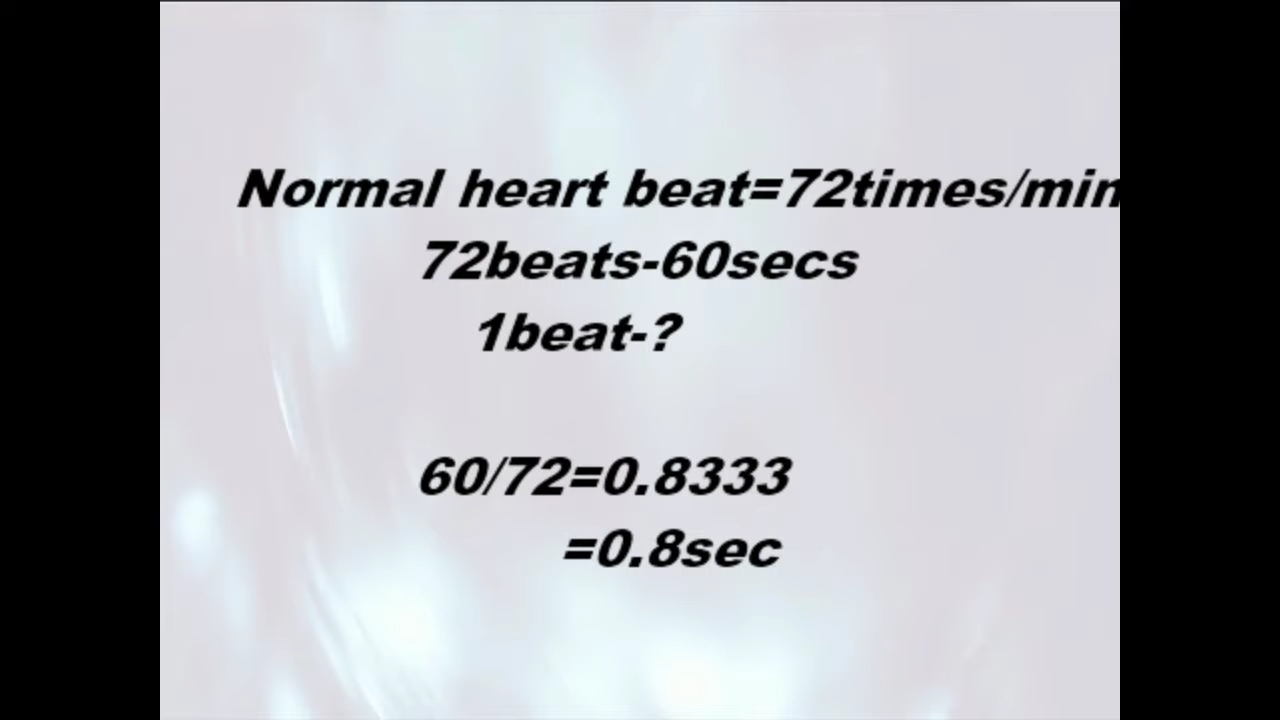 Normal heart beat=72times/min
72beats-60secs
1beat-?
60/72=0.8333
=0.8sec